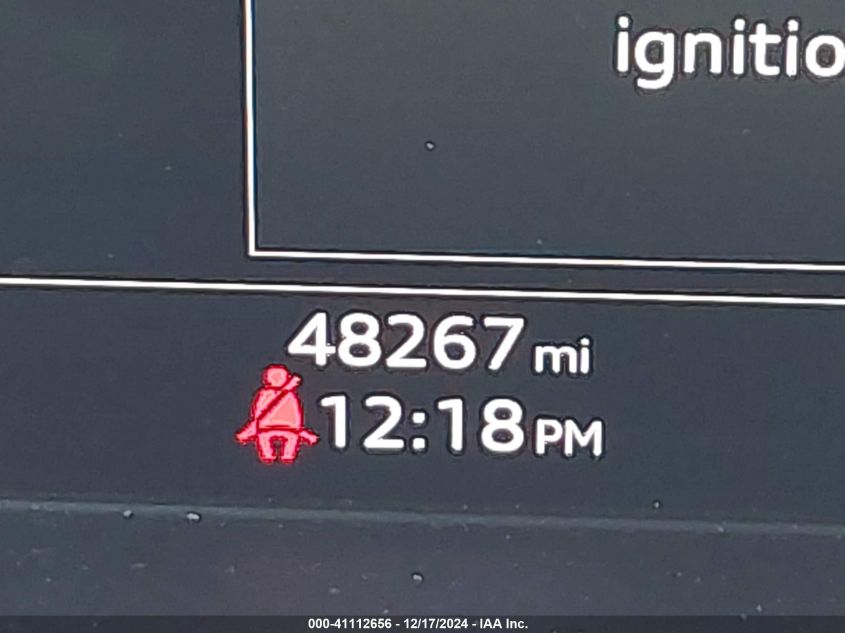 ignitio
48267 mi
12:18 PM
000-41112656 - 12/17/2024 - IAA Inc.